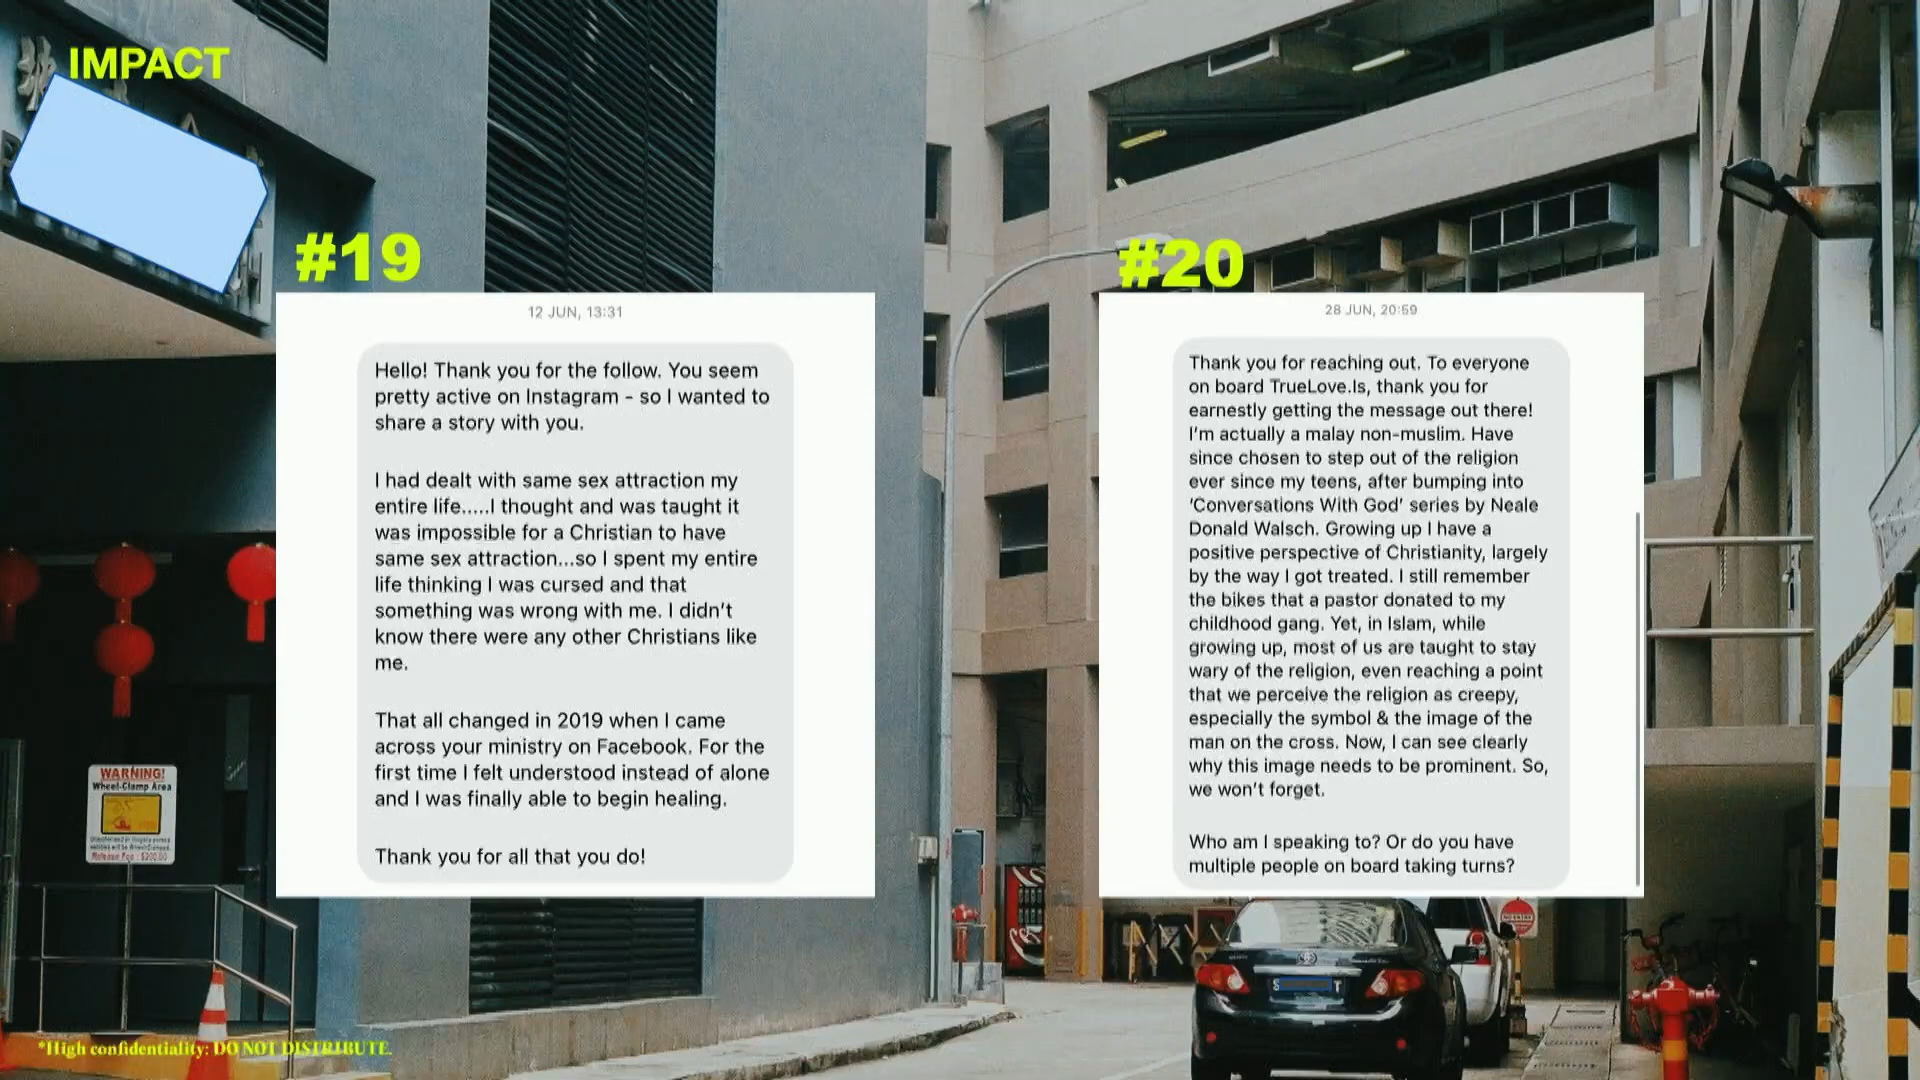 IMPACT
#19
12 JUN, 13:31
Hello! Thank you for the follow. You seem
pretty active on Instagram - so I wanted to
share a story with you.
I had dealt with same sex attraction my
entire life.....I thought and was taught it
was impossible for a Christian to have
same sex attraction...so I spent my entire
life thinking I was cursed and that
something was wrong with me. I didn't
know there were any other Christians like
me.
That all changed in 2019 when I came
across your ministry on Facebook. For the
first time I felt understood instead of alone
and I was finally able to begin healing.
Thank you for all that you do!
#20
28 JUN, 20:59
Thank you for reaching out. To everyone
on board TrueLove.Is, thank you for
earnestly getting the message out there!
I'm actually a malay non-muslim. Have
since chosen to step out of the religion
ever since my teens, after bumping into
'Conversations With God' series by Neale
Donald Walsch. Growing up I have a
positive perspective of Christianity, largely
by the way I got treated. I still remember
the bikes that a pastor donated to my
childhood gang. Yet, in Islam, while
growing up, most of us are taught to stay
wary of the religion, even reaching a point
that we perceive the religion as creepy,
especially the symbol & the image of the
man on the cross. Now, I can see clearly
why this image needs to be prominent. So,
we won't forget.
Who am I speaking to? Or do you have
multiple people on board taking turns?
WARNING!
Wheel-Clamp Area
Release Fee : $200.00
NO ENTRY
*High confidentiality: DO NOT DISTRIBUTE.